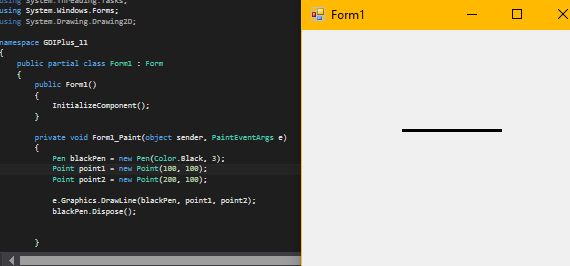 using System.Threading.Tasks;
using System.Windows.Forms;
using System.Drawing.Drawing2D;
namespace GDIPlus_11
{
public partial class Form1 : Form
{
public Form1()
{
InitializeComponent();
}
private void Form1_Paint(object sender, PaintEventArgs e)
{
Pen blackPen = new Pen(Color.Black, 3);
Point point1 = new Point(100, 100);
Point point2 = new Point(200, 100);
e.Graphics.DrawLine(blackPen, point1, point2);
blackPen.Dispose();
}
Form1